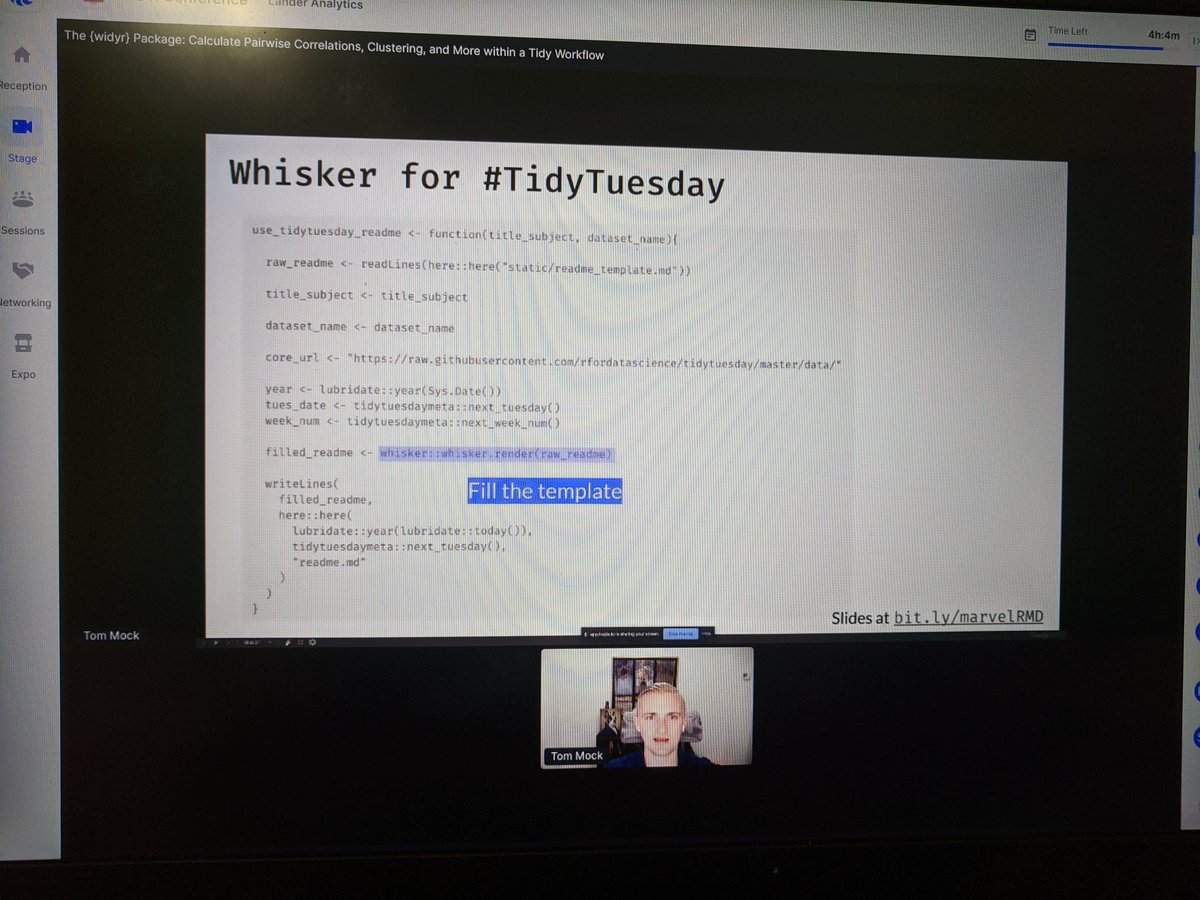 Lander Analytics
The {widyr} Package: Calculate Pairwise Correlations, Clustering, and More within a Tidy Workflow
Time Left
4h:4m
Reception
Stage
Sessions
Networking
Expo
Whisker for #TidyTuesday
use_tidytuesday_readme <- function(title_subject, dataset_name){
raw_readme <- readLines(here::here("static/readme_template.md"))
title_subject <- title_subject
dataset_name <- dataset_name
core_url <- "https://raw.githubusercontent.com/rfordatascience/tidytuesday/master/data/"
year <- lubridate::year(Sys.Date())
tues_date <- tidytuesdaymeta::next_tuesday()
week_num <- tidytuesdaymeta::next_week_num()
filled_readme <- whisker::whisker.render(raw_readme)
Fill the template
writeLines(
filled_readme,
here::here(
lubridate::year(lubridate::today()),
tidytuesdaymeta::next_tuesday(),
"readme.md"
)
)
}
Slides at bit.ly/marvelRMD
Tom Mock
Tom Mock